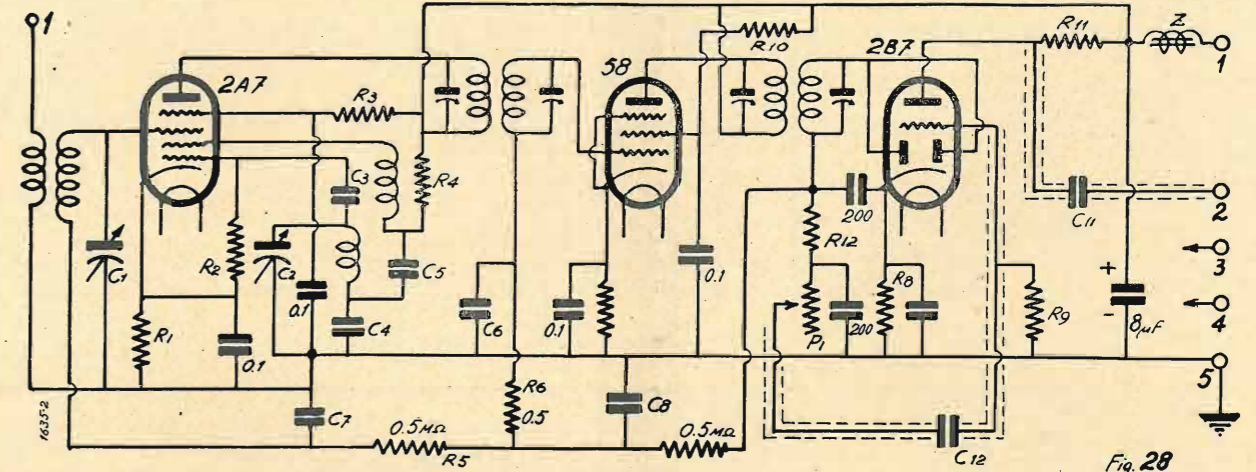 1
2A7
R3
58
R10
2B7
R11
Z
1
C3
R4
200
C11
2
R12
3
C1
R2
C2
C5
0.1
R8
+
-
8µF
4
R1
0.1
0.1
C4
C6
0.1
P1
200
R9
5
1635-2
C7
R6
0.5
C8
0.5MΩ
R5
0.5MΩ
C12
Fig. 28